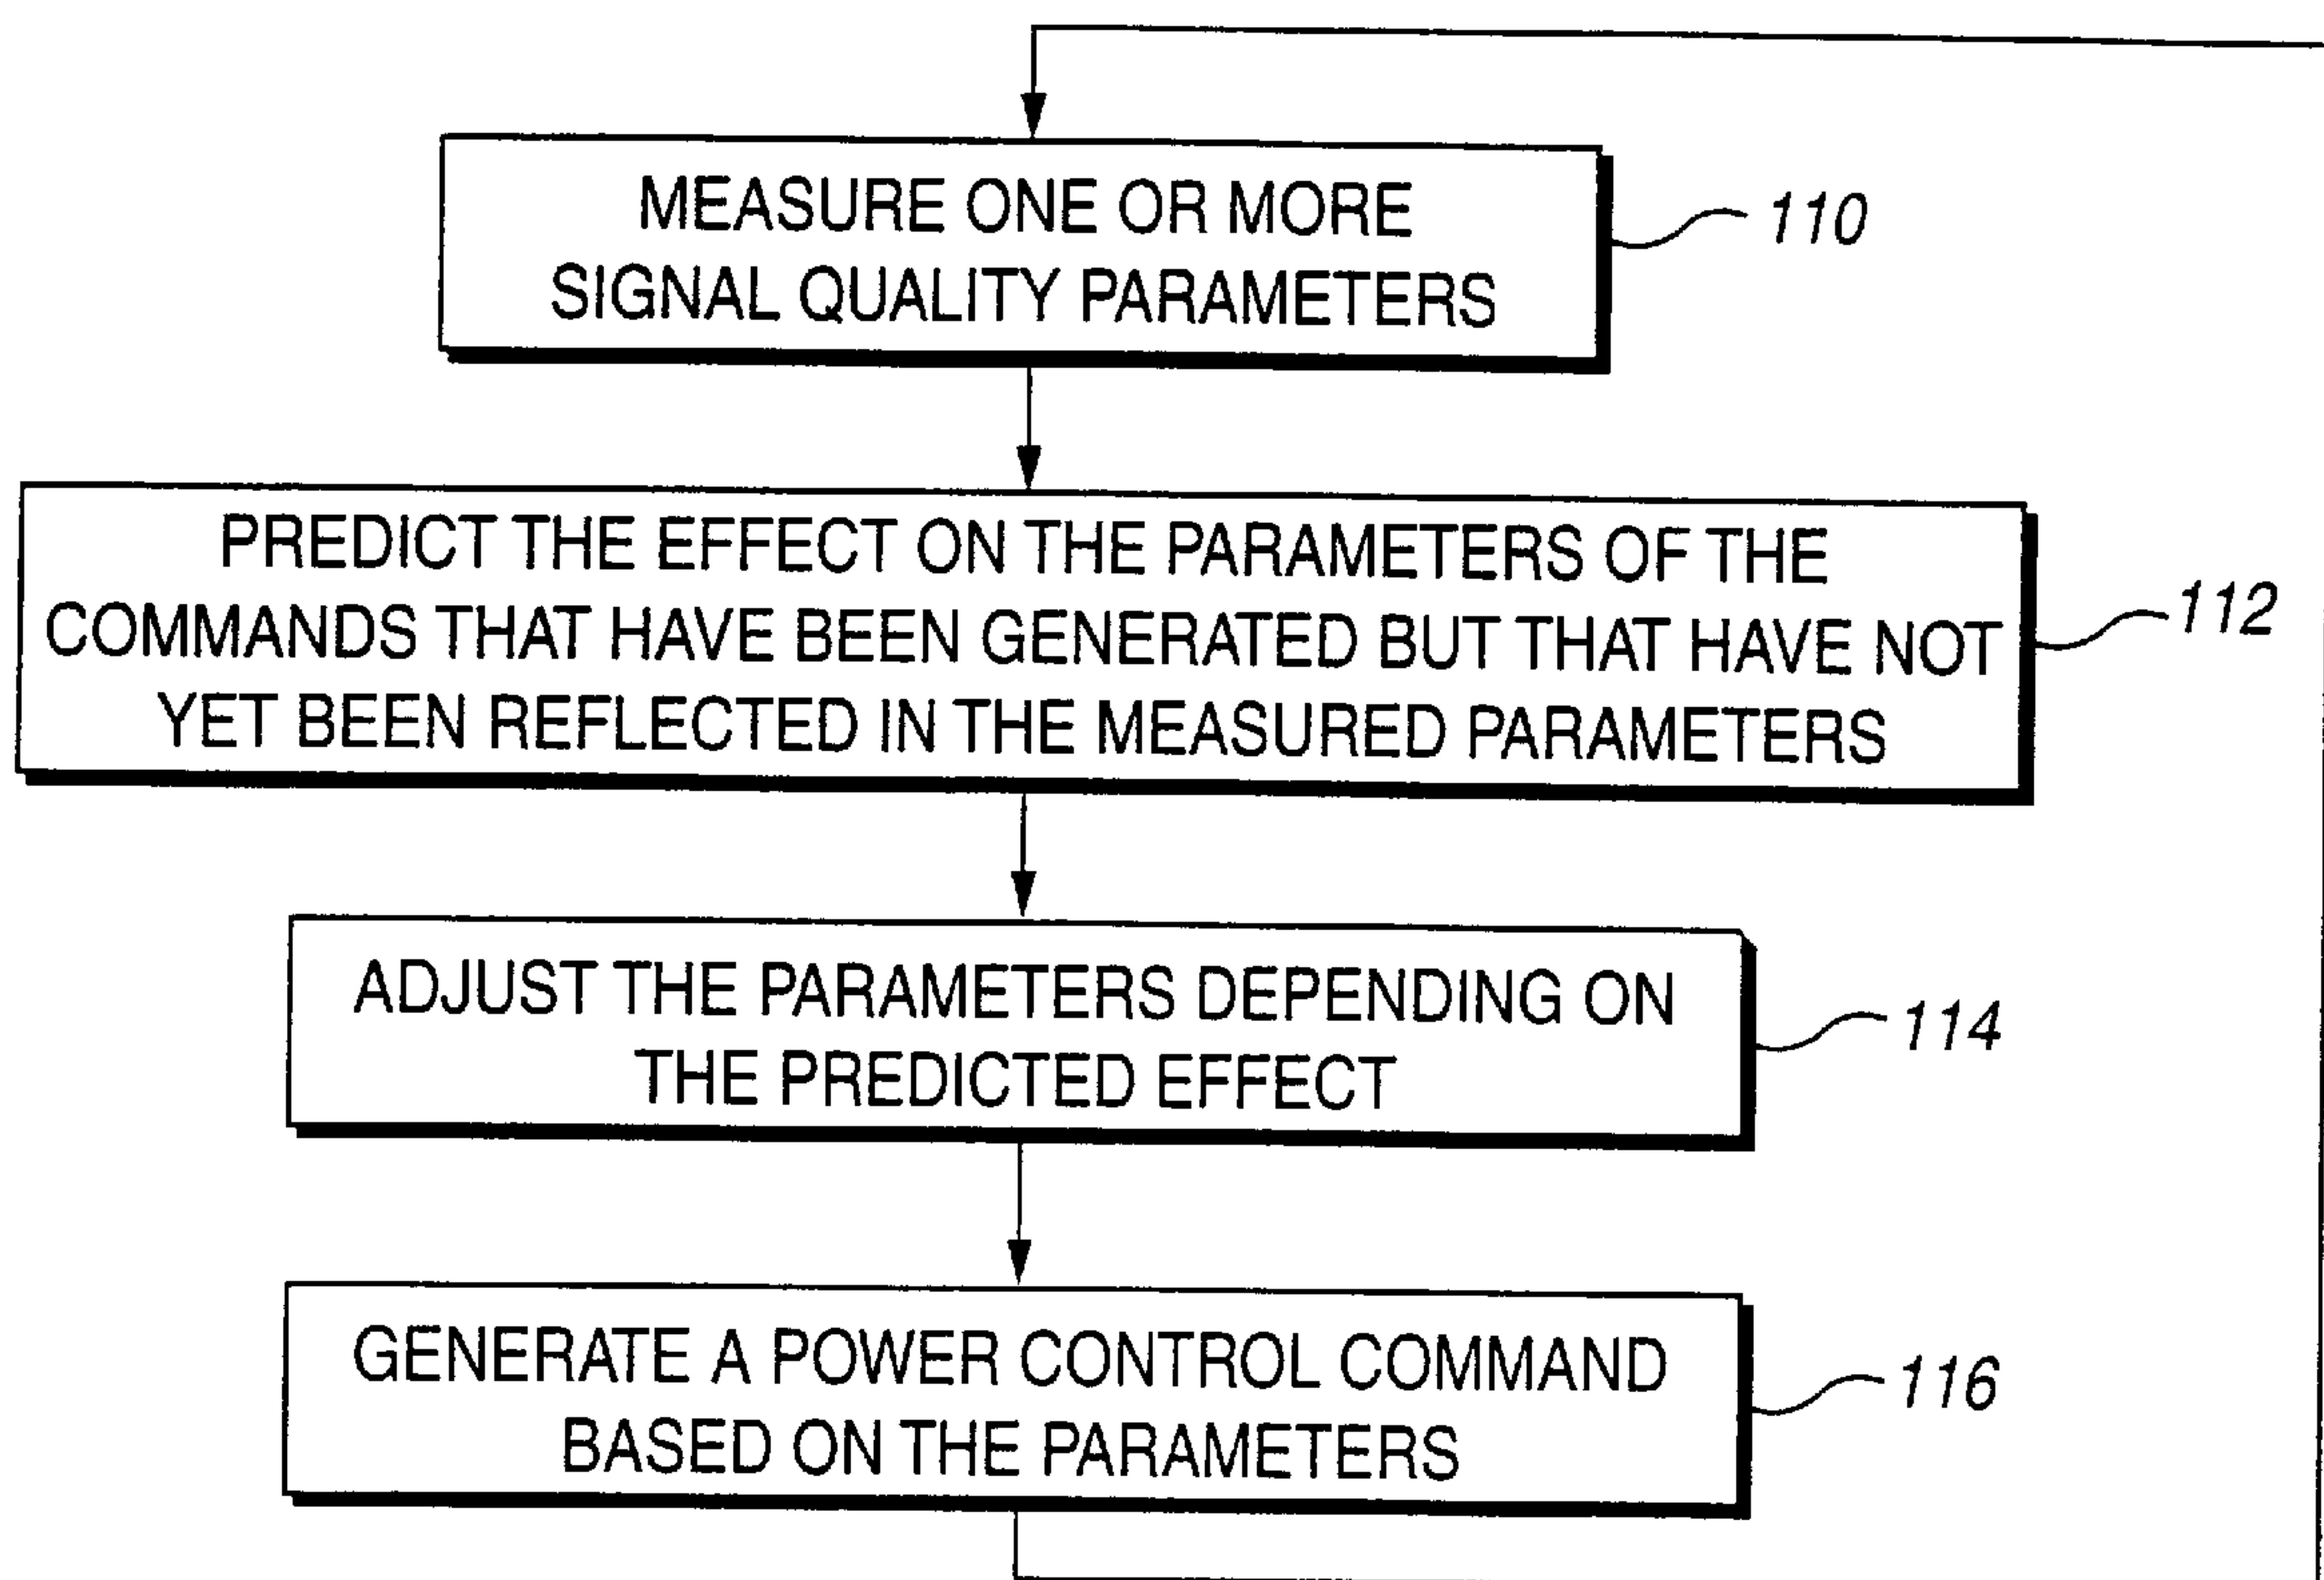 MEASURE ONE OR MORE
SIGNAL QUALITY PARAMETERS
110
PREDICT THE EFFECT ON THE PARAMETERS OF THE
COMMANDS THAT HAVE BEEN GENERATED BUT THAT HAVE NOT
YET BEEN REFLECTED IN THE MEASURED PARAMETERS
112
ADJUST THE PARAMETERS DEPENDING ON
THE PREDICTED EFFECT
114
GENERATE A POWER CONTROL COMMAND
BASED ON THE PARAMETERS
116